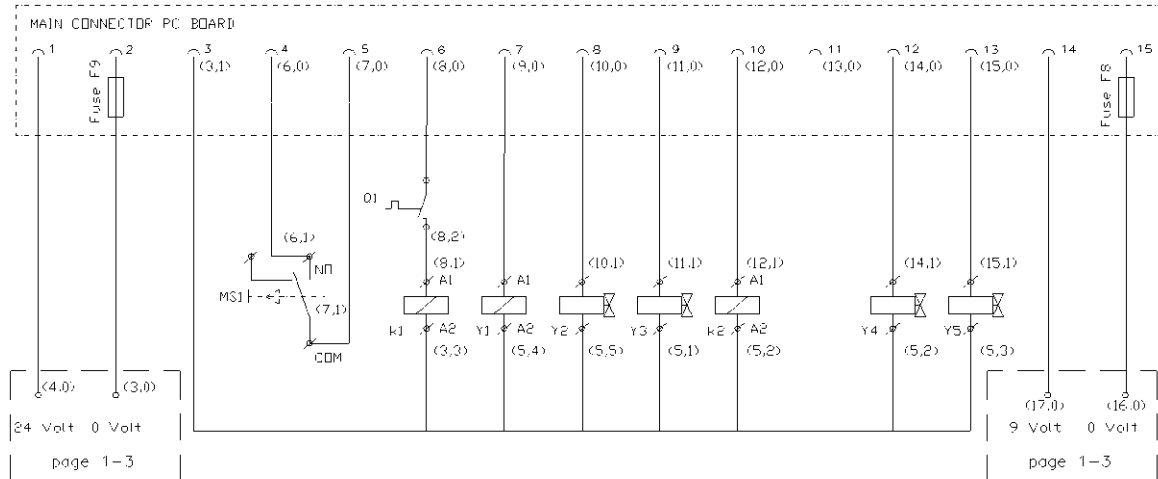 MAIN CONNECTOR PC BOARD
1 2 3 4 5 6 7 8 9 10 11 12 13 14 15
(3,1) (6,0) (7,0) (8,0) (9,0) (10,0) (11,0) (12,0) (13,0) (14,0) (15,0)
Fuse F9
Fuse F8
Q1
(8,2)
(6,1)
NO
(8.1) (10.1) (11.1) (12,1) (14,1) (15,1)
A1 A1 A1
MS1
(7,1)
k1 A2 Y1 A2 Y2 Y3 k2 A2 Y4 Y5
COM
(3,3) (5,4) (5,5) (5,1) (5,2) (5,2) (5,3)
(4.0) (3,0)
(17,0) (16.0)
24 Volt 0 Volt
9 Volt 0 Volt
page 1-3
page 1-3